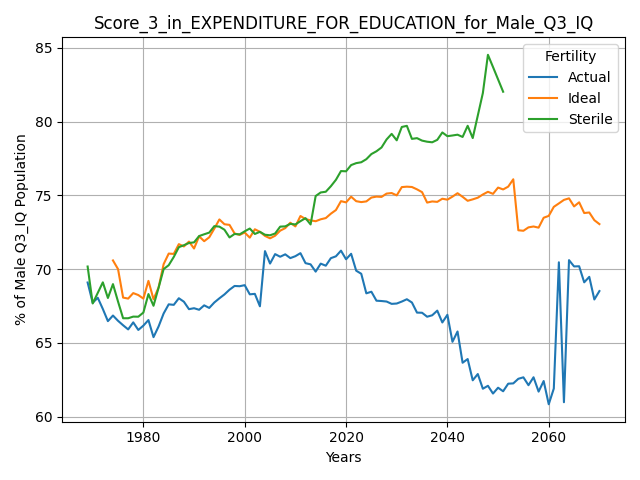 Score_3_in_EXPENDITURE_FOR_EDUCATION_for_Male_Q3_IQ
% of Male Q3_IQ Population
85
80
75
70
65
60
Fertility
Actual
Ideal
Sterile
1980
2000
2020
2040
2060
Years